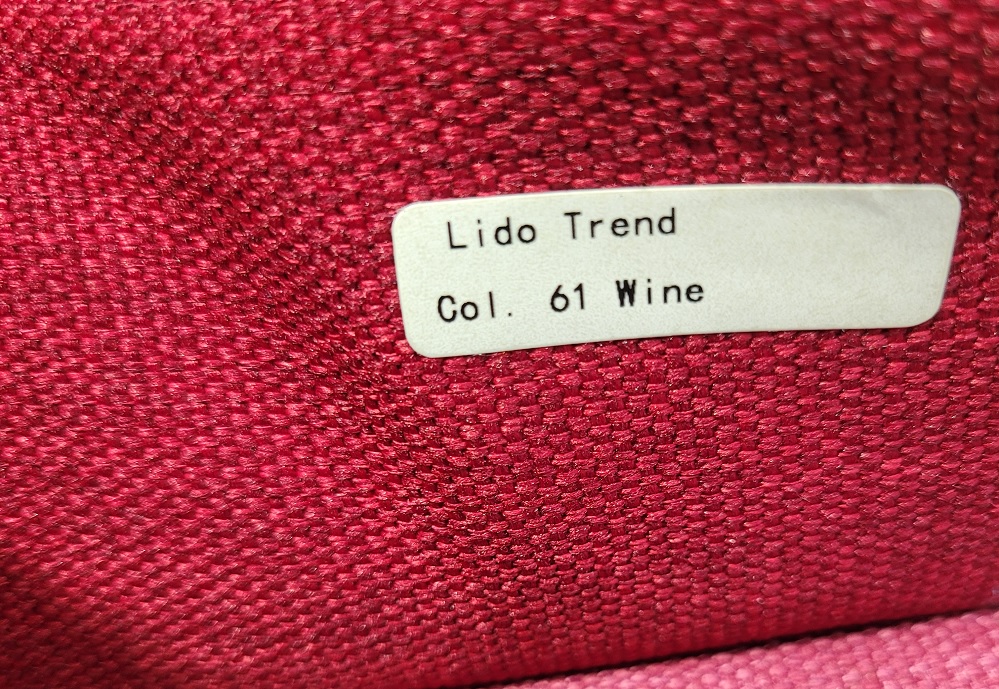 Lido Trend
Col. 61 Wine